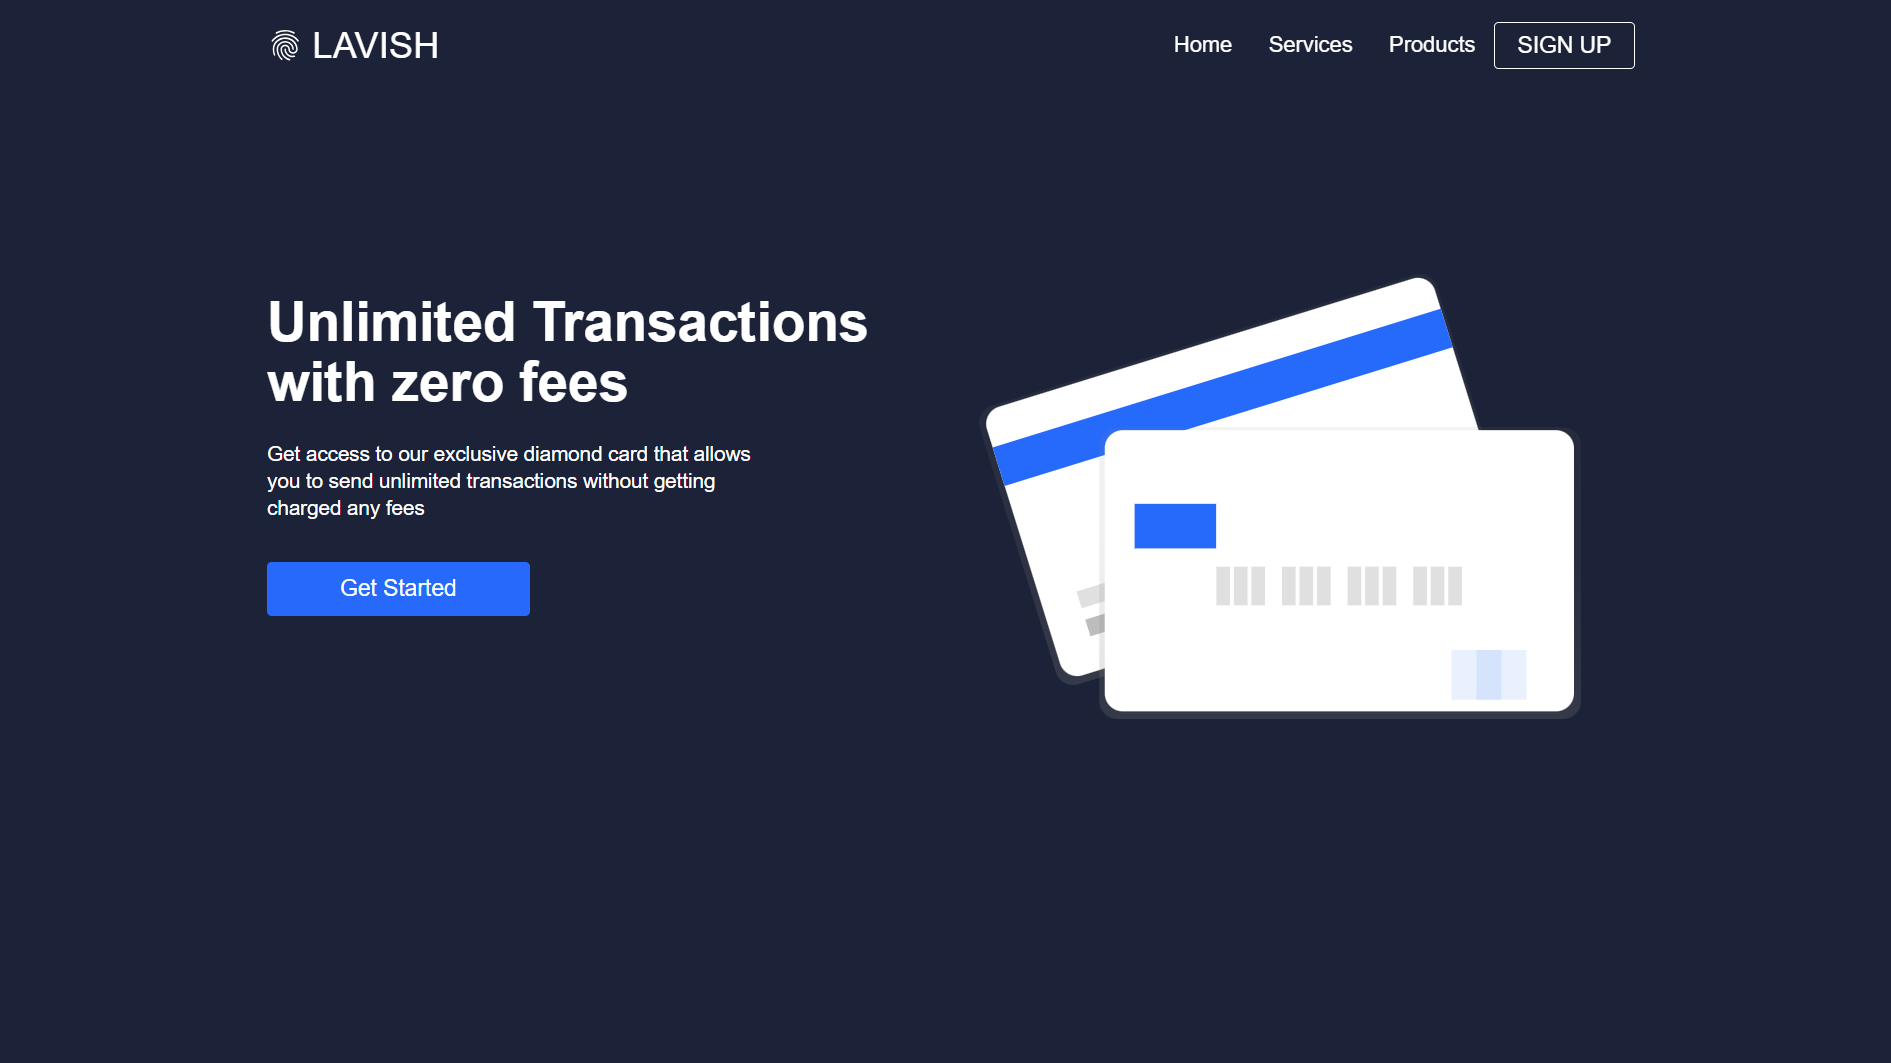 LAVISH
Home
Services
Products
SIGN UP
Unlimited Transactions
with zero fees
Get access to our exclusive diamond card that allows
you to send unlimited transactions without getting
charged any fees
Get Started